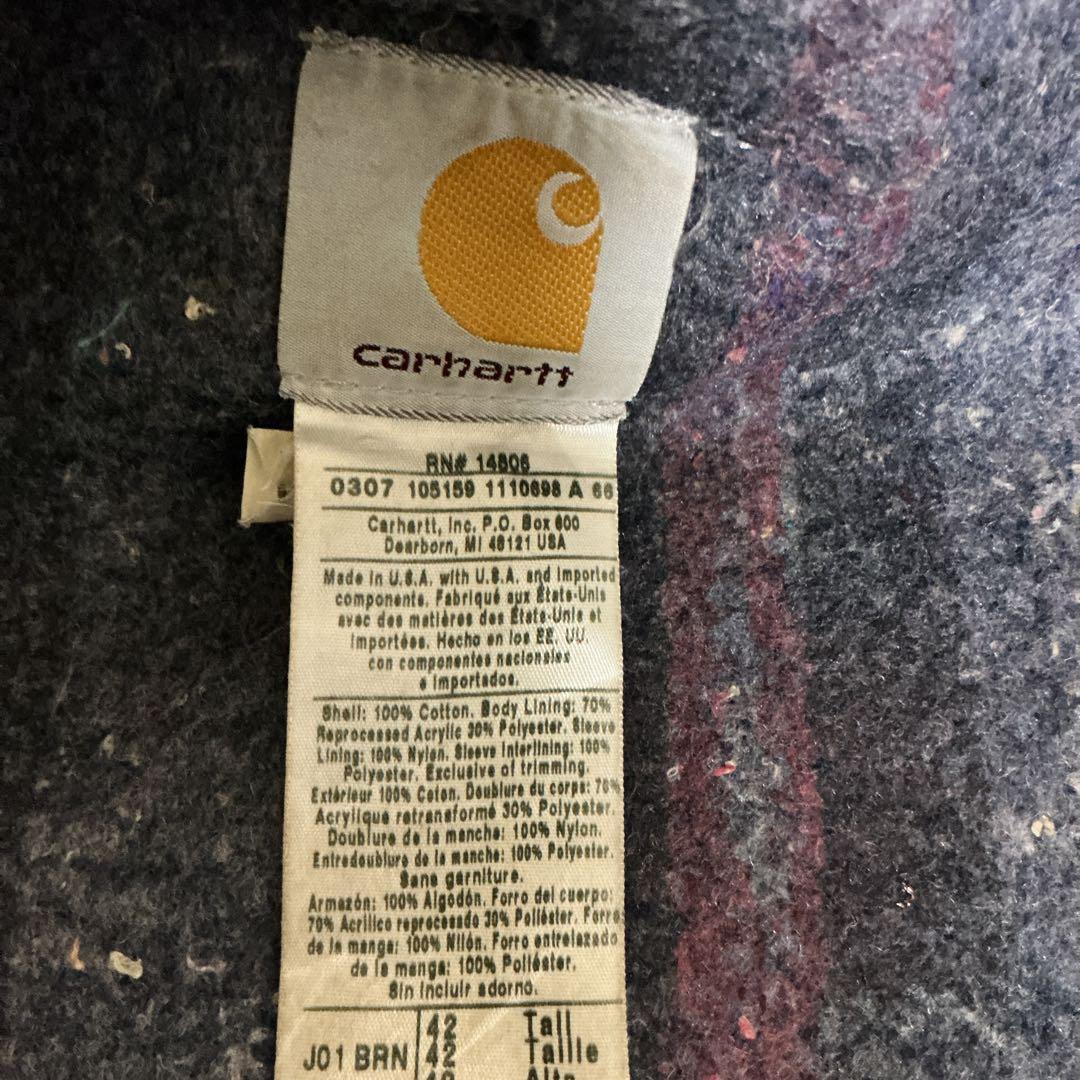 carhartt
RN# 14806
0307 105159 1110698 A 66
Carhartt, Inc. P.O. Box 600
Dearborn, MI 48121 USA
Made in U.S.A. with U.S.A. and imported
components. Fabriqué aux États-Unis
avec des matières des États-Unis et
importées. Hecho en los EE. UU.
con componentes nacionales
e importados.
Shell: 100% Cotton. Body Lining: 70%
Reprocessed Acrylic 30% Polyester. Sleeve
Lining: 100% Nylon. Sleeve Interlining: 100%
Polyester. Exclusive of trimming.
Extérieur 100% Coton. Doublure du corps: 70%
Acrylique retransformé 30% Polyester.
Doublure de la manche: 100% Nylon.
Entredoublure de la manche: 100% Polyester.
Sans garniture.
Armazón: 100% Algodón. Forro del cuerpo:
70% Acrílico reprocesado 30% Poliéster. Forro
de la manga: 100% Nilón. Forro entrelazado
de la manga: 100% Poliéster.
Sin incluir adorno.
J01 BRN
42 Tall
42 Taille